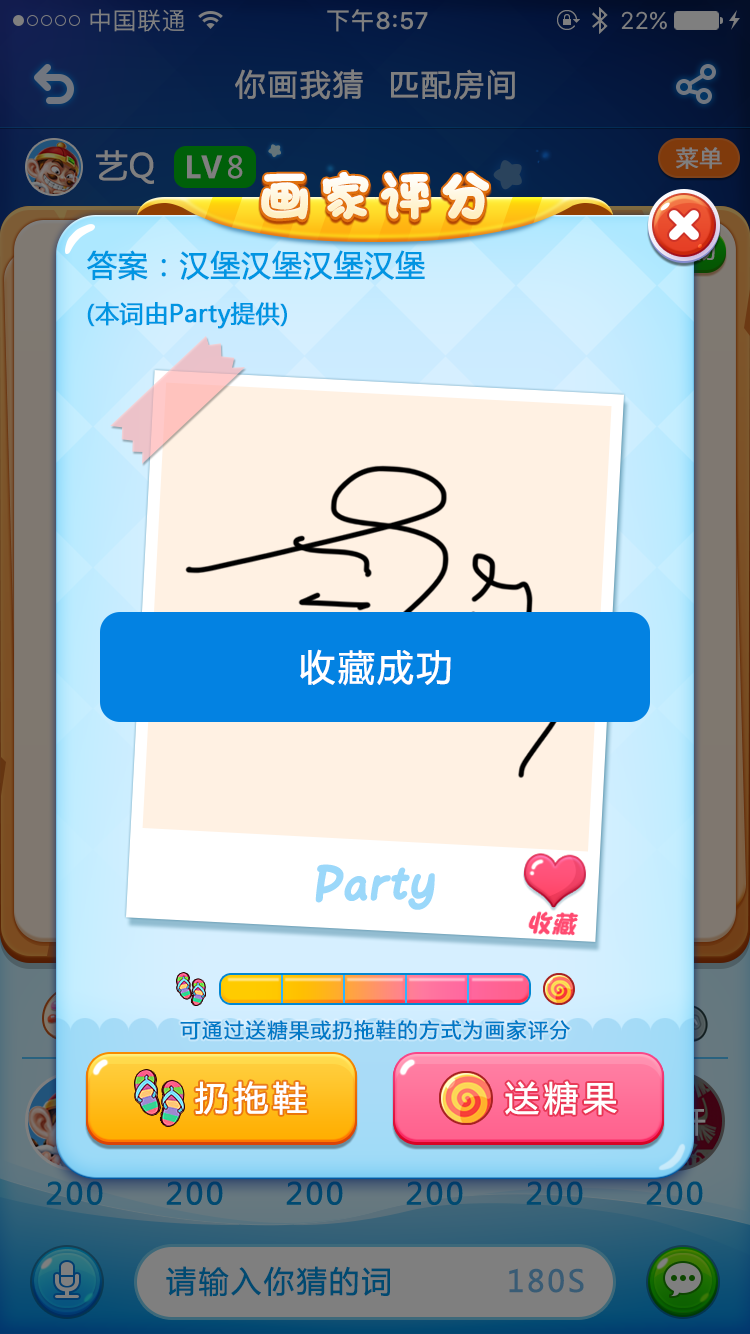 中国联通
下午8:57
22%
你画我猜 匹配房间
艺Q
LV8
菜单
画家评分
答案：汉堡汉堡汉堡汉堡
(本词由Party提供)
收藏成功
Party
收藏
可通过送糖果或扔拖鞋的方式为画家评分
扔拖鞋
送糖果
200 200 200 200 200 200
请输入你猜的词
180S